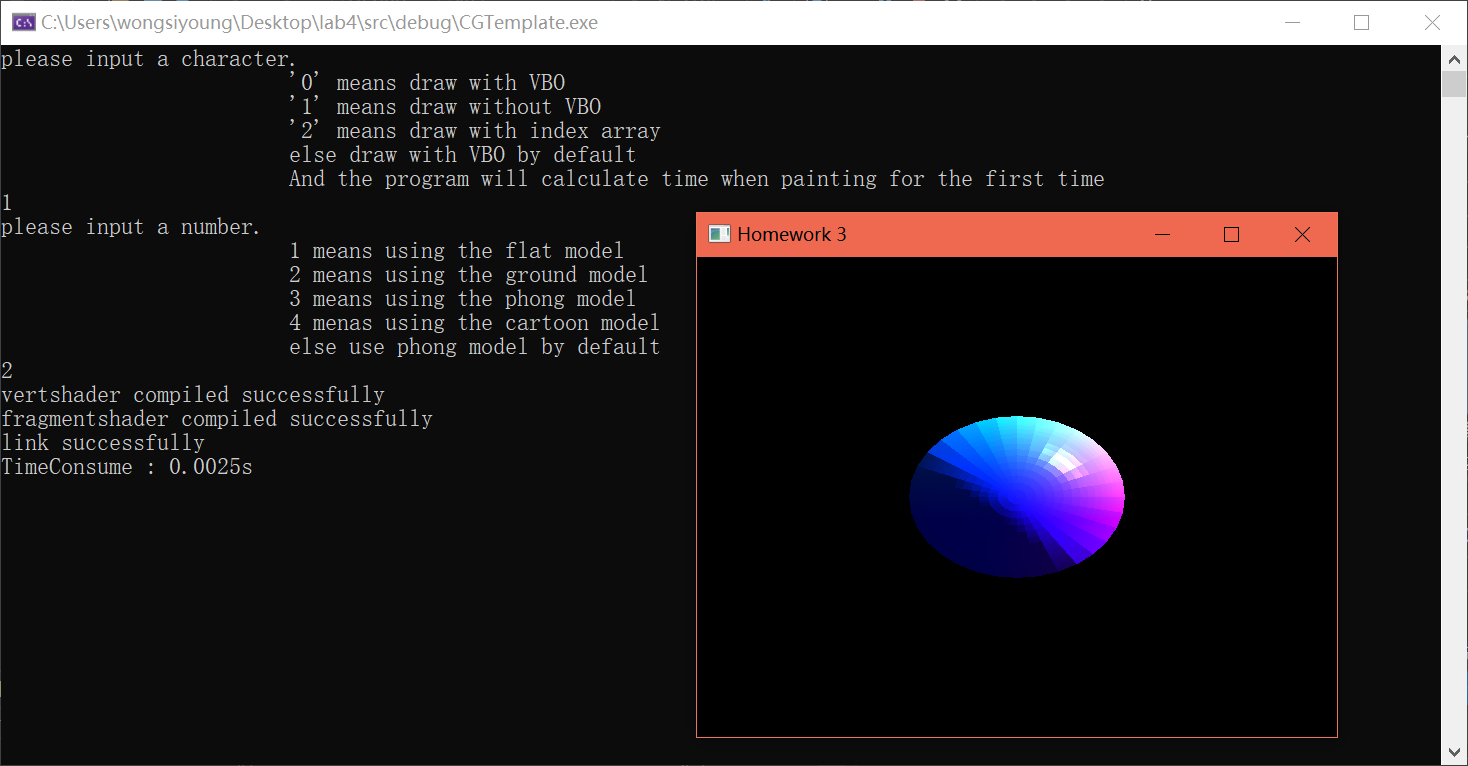 C:\Users\wongsiyoung\Desktop\lab4\src\debug\CGTemplate.exe
please input a character.
'0' means draw with VBO
'1' means draw without VBO
'2' means draw with index array
else draw with VBO by default
And the program will calculate time when painting for the first time
1
please input a number.
1 means using the flat model
2 means using the ground model
3 means using the phong model
4 menas using the cartoon model
else use phong model by default
2
vertshader compiled successfully
fragmentshader compiled successfully
link successfully
TimeConsume : 0.0025s
Homework 3